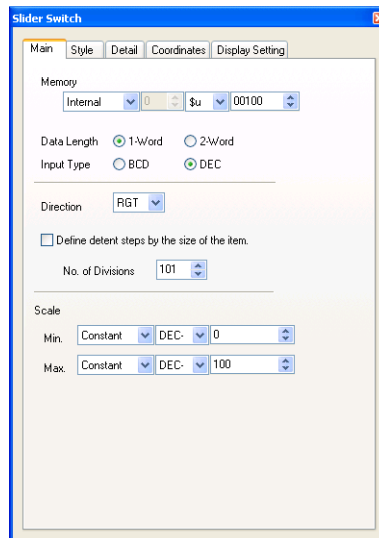 Slider Switch
Main Style Detail Coordinates Display Setting
Memory
Internal 0 $u 00100
Data Length 1-Word 2-Word
Input Type BCD DEC
Direction RGT
Define detent steps by the size of the item.
No. of Divisions 101
Scale
Min. Constant DEC- 0
Max. Constant DEC- 100